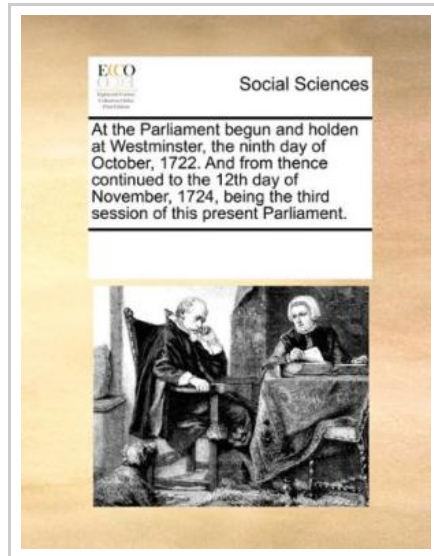 ECCO
Social Sciences
At the Parliament begun and holden
at Westminster, the ninth day of
October, 1722. And from thence
continued to the 12th day of
November, 1724, being the third
session of this present Parliament.